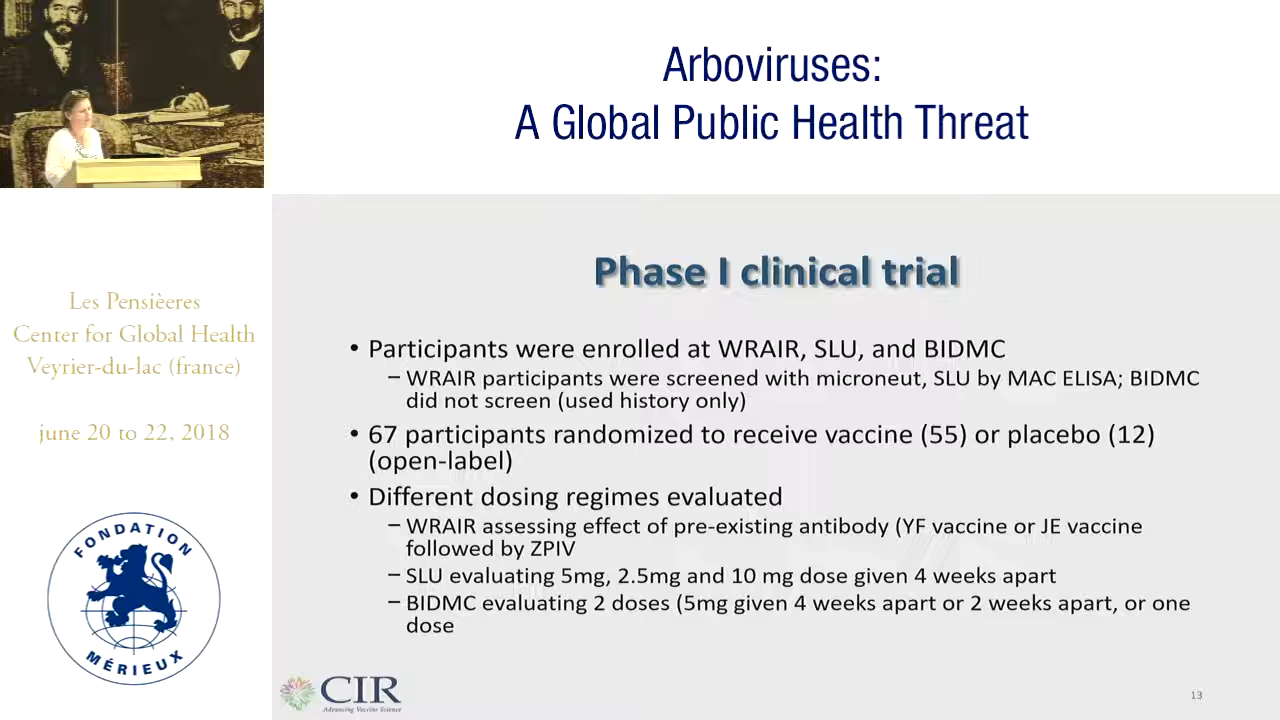 Arboviruses:
A Global Public Health Threat
Les Pensièeres
Center for Global Health
Veyrier-du-lac (france)
june 20 to 22, 2018
FONDATION
MÉRIEUX
Phase I clinical trial
• Participants were enrolled at WRAIR, SLU, and BIDMC
– WRAIR participants were screened with microneut, SLU by MAC ELISA; BIDMC
did not screen (used history only)
• 67 participants randomized to receive vaccine (55) or placebo (12)
(open-label)
• Different dosing regimes evaluated
– WRAIR assessing effect of pre-existing antibody (YF vaccine or JE vaccine
followed by ZPIV
– SLU evaluating 5mg, 2.5mg and 10 mg dose given 4 weeks apart
– BIDMC evaluating 2 doses (5mg given 4 weeks apart or 2 weeks apart, or one
dose
CIR
Advancing Vaccine Science
13